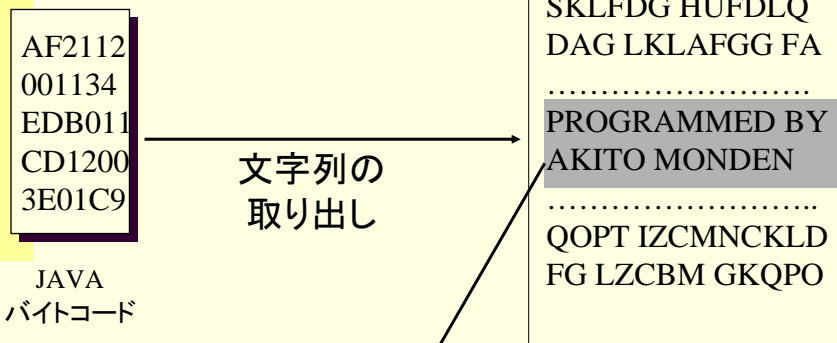 AF2112
001134
EDB011
CD1200
3E01C9
JAVA
バイトコード
文字列の
取り出し
SKLFDG HUFDLQ
DAG LKLAFGG FA
…………………….
PROGRAMMED BY
AKITO MONDEN
……………………..
QOPT IZCMNCKLD
FG LZCBM GKQPO